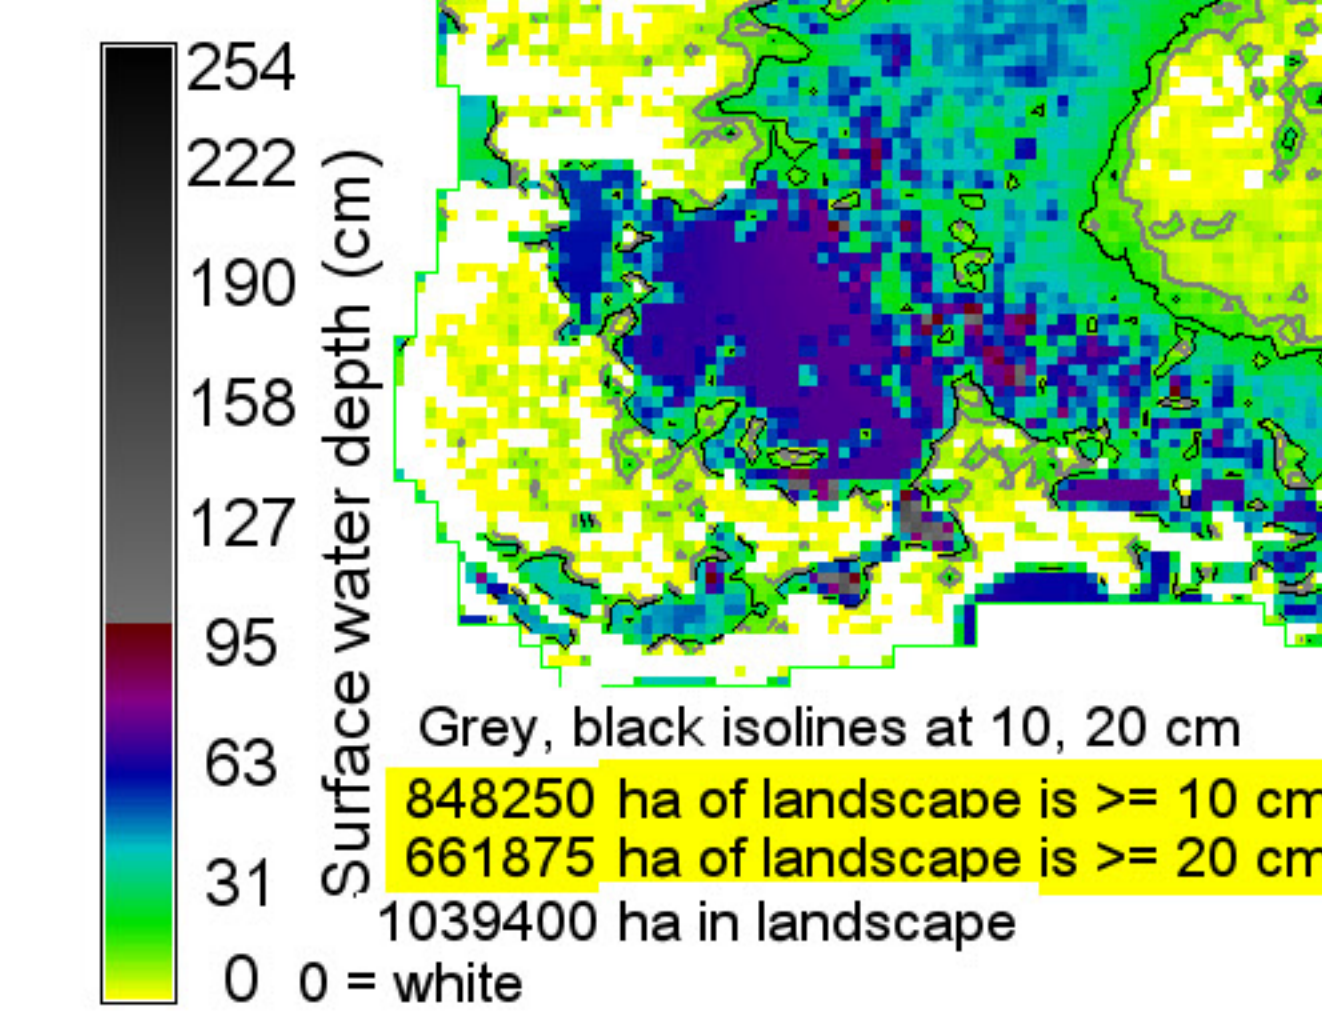 254
222
190
158
127
95
63
31
0
Surface water depth (cm)
Grey, black isolines at 10, 20 cm
848250 ha of landscape is >= 10 cm
661875 ha of landscape is >= 20 cm
1039400 ha in landscape
0 = white